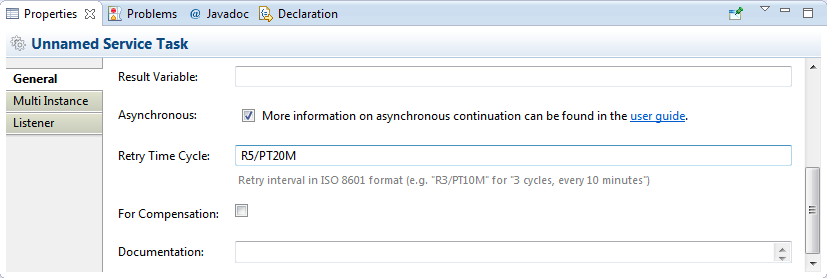 Properties Problems @ Javadoc Declaration
Unnamed Service Task
General
Multi Instance
Listener
Result Variable:
Asynchronous: More information on asynchronous continuation can be found in the user guide.
Retry Time Cycle: R5/PT20M
Retry interval in ISO 8601 format (e.g. "R3/PT10M" for "3 cycles, every 10 minutes")
For Compensation:
Documentation: